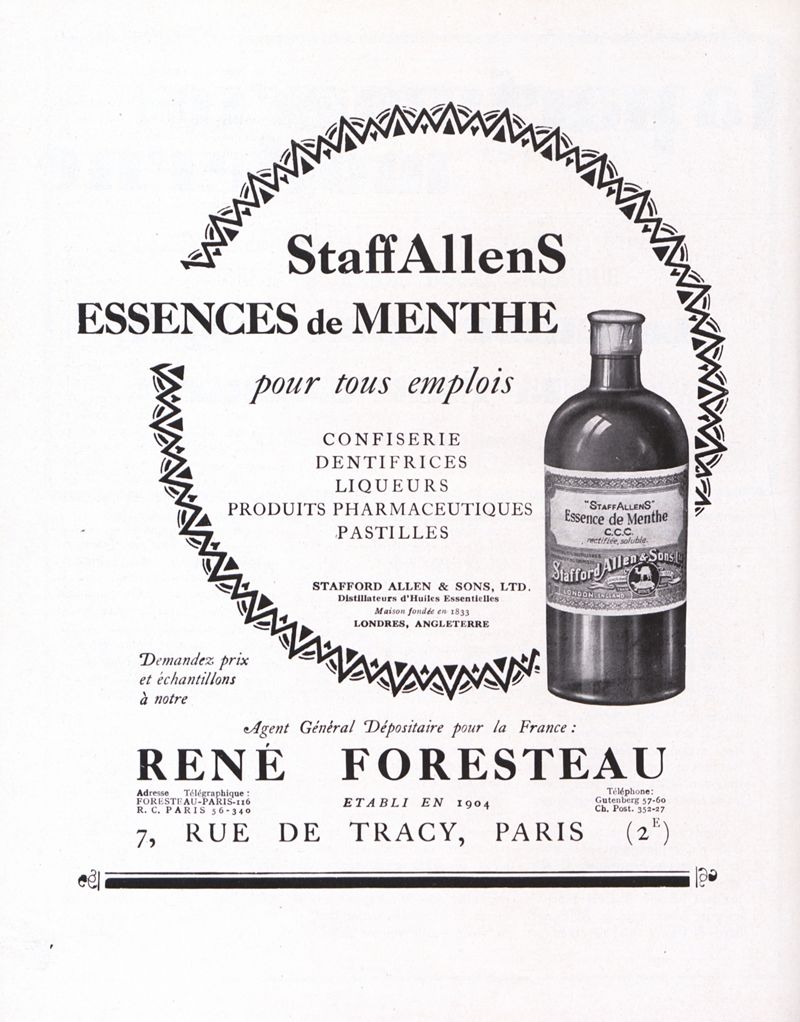 StaffAllenS
ESSENCES de MENTHE
pour tous emplois
CONFISERIE
DENTIFRICES
LIQUEURS
PRODUITS PHARMACEUTIQUES
PASTILLES
"STAFFALLENS"
Essence de Menthe
C.C.C.
rectifiée, soluble.
Stafford Allen & Sons, Ltd
LONDON, ENGLAND
STAFFORD ALLEN & SONS, LTD.
Distillateurs d'Huiles Essentielles
Maison fondée en 1833
LONDRES, ANGLETERRE
Demandez prix
et échantillons
à notre
Agent Général Dépositaire pour la France :
RENÉ FORESTEAU
Adresse Télégraphique :
FORESTEAU-PARIS-116
R. C. PARIS 56-340
ETABLI EN 1904
Téléphone:
Gutenberg 57-60
Ch. Post. 352-27
7, RUE DE TRACY, PARIS (2E)